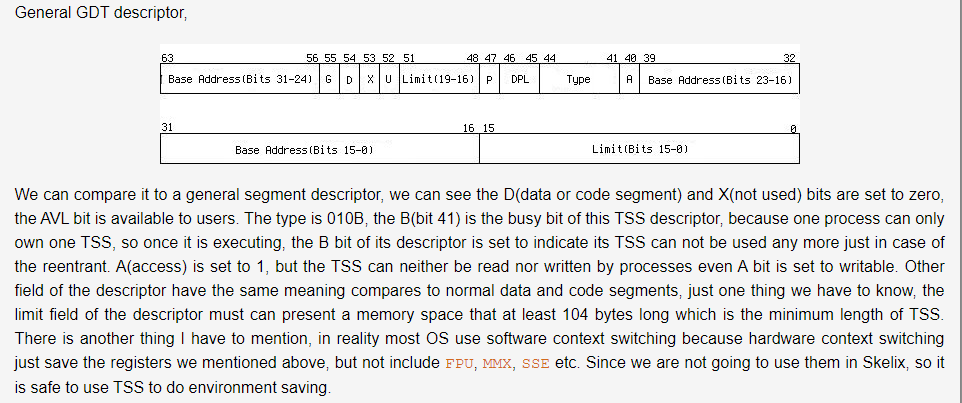 General GDT descriptor,
63 56 55 54 53 52 51 48 47 46 45 44 41 40 39 32
Base Address(Bits 31-24) G D X U Limit(19-16) P DPL Type A Base Address(Bits 23-16)
31 16 15 0
Base Address(Bits 15-0) Limit(Bits 15-0)
We can compare it to a general segment descriptor, we can see the D(data or code segment) and X(not used) bits are set to zero,
the AVL bit is available to users. The type is 010B, the B(bit 41) is the busy bit of this TSS descriptor, because one process can only
own one TSS, so once it is executing, the B bit of its descriptor is set to indicate its TSS can not be used any more just in case of
the reentrant. A(access) is set to 1, but the TSS can neither be read nor written by processes even A bit is set to writable. Other
field of the descriptor have the same meaning compares to normal data and code segments, just one thing we have to know, the
limit field of the descriptor must can present a memory space that at least 104 bytes long which is the minimum length of TSS.
There is another thing I have to mention, in reality most OS use software context switching because hardware context switching
just save the registers we mentioned above, but not include FPU, MMX, SSE etc. Since we are not going to use them in Skelix, so it
is safe to use TSS to do environment saving.